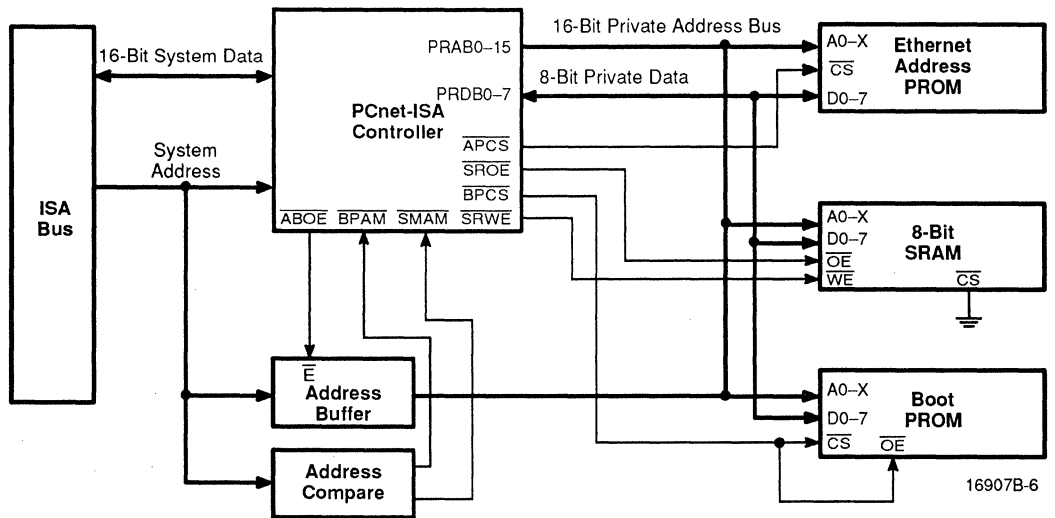 16-Bit System Data
System
Address
ISA
Bus
PCnet-ISA
Controller
PRAB0–15
PRDB0–7
APCS
SROE
BPCS
ABOE BPAM SMAM SRWE
16-Bit Private Address Bus
8-Bit Private Data
A0–X
CS
D0–7
Ethernet
Address
PROM
A0–X
D0–7
OE
WE
CS
8-Bit
SRAM
E
Address
Buffer
Address
Compare
A0–X
D0–7
CS
OE
Boot
PROM
16907B-6